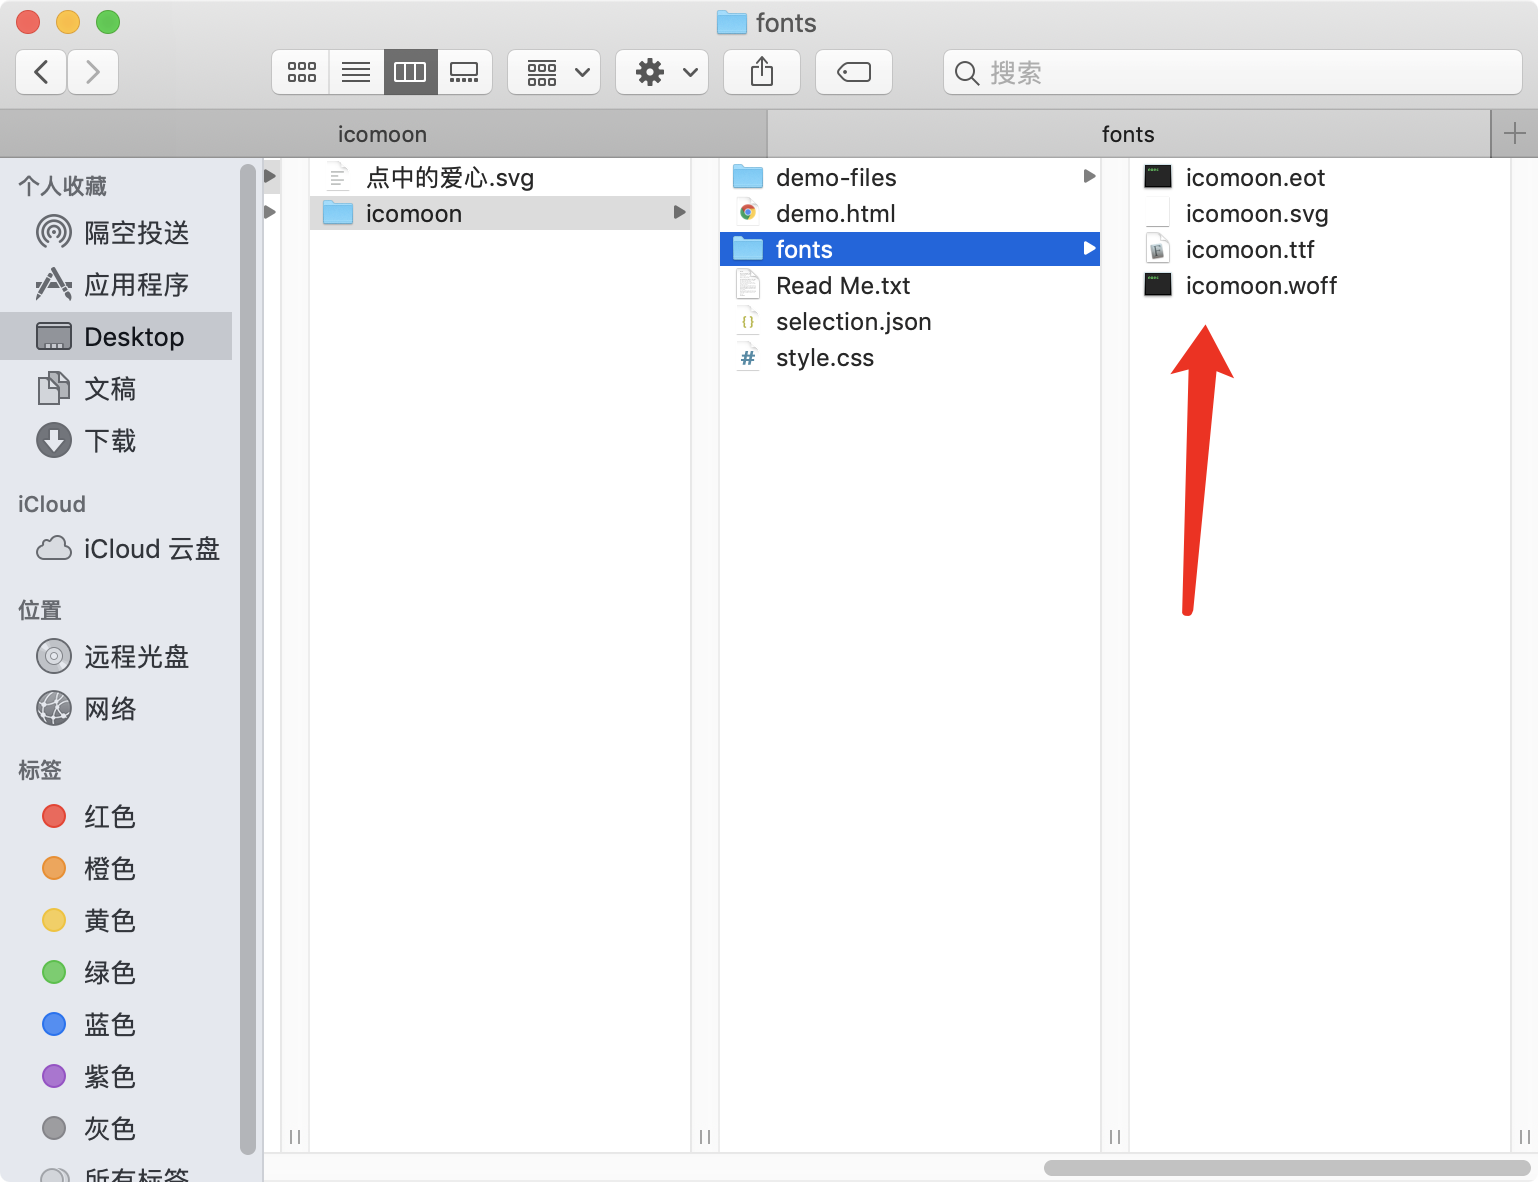 fonts
搜索
icomoon
fonts
个人收藏
隔空投送
应用程序
Desktop
文稿
下载
iCloud
iCloud 云盘
位置
远程光盘
网络
标签
红色
橙色
黄色
绿色
蓝色
紫色
灰色
所有标签
点中的爱心.svg
icomoon
demo-files
demo.html
fonts
Read Me.txt
selection.json
style.css
icomoon.eot
icomoon.svg
icomoon.ttf
icomoon.woff